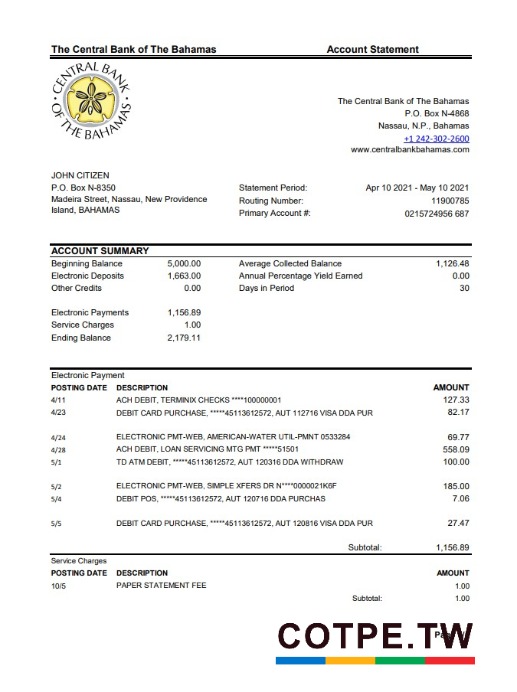 The Central Bank of The Bahamas Account Statement
CENTRAL BANK OF THE BAHAMAS
The Central Bank of The Bahamas
P.O. Box N-4868
Nassau, N.P., Bahamas
+1 242-302-2600
www.centralbankbahamas.com
JOHN CITIZEN
P.O. Box N-8350
Madeira Street, Nassau, New Providence
Island, BAHAMAS
Statement Period: Apr 10 2021 - May 10 2021
Routing Number: 11900785
Primary Account #: 0215724956 687
ACCOUNT SUMMARY
Beginning Balance 5,000.00 Average Collected Balance 1,126.48
Electronic Deposits 1,663.00 Annual Percentage Yield Earned 0.00
Other Credits 0.00 Days in Period 30
Electronic Payments 1,156.89
Service Charges 1.00
Ending Balance 2,179.11
Electronic Payment
POSTING DATE DESCRIPTION AMOUNT
4/11 ACH DEBIT, TERMINIX CHECKS ****100000001 127.33
4/23 DEBIT CARD PURCHASE, *****45113612572, AUT 112716 VISA DDA PUR 82.17
4/24 ELECTRONIC PMT-WEB, AMERICAN-WATER UTIL-PMNT 0533284 69.77
4/28 ACH DEBIT, LOAN SERVICING MTG PMT *****51501 558.09
5/1 TD ATM DEBIT, *****45113612572, AUT 120316 DDA WITHDRAW 100.00
5/2 ELECTRONIC PMT-WEB, SIMPLE XFERS DR N****0000021K6F 185.00
5/4 DEBIT POS, *****45113612572, AUT 120716 DDA PURCHAS 7.06
5/5 DEBIT CARD PURCHASE, *****45113612572, AUT 120816 VISA DDA PUR 27.47
Subtotal: 1,156.89
Service Charges
POSTING DATE DESCRIPTION AMOUNT
10/5 PAPER STATEMENT FEE 1.00
Subtotal: 1.00
COTPE.TW